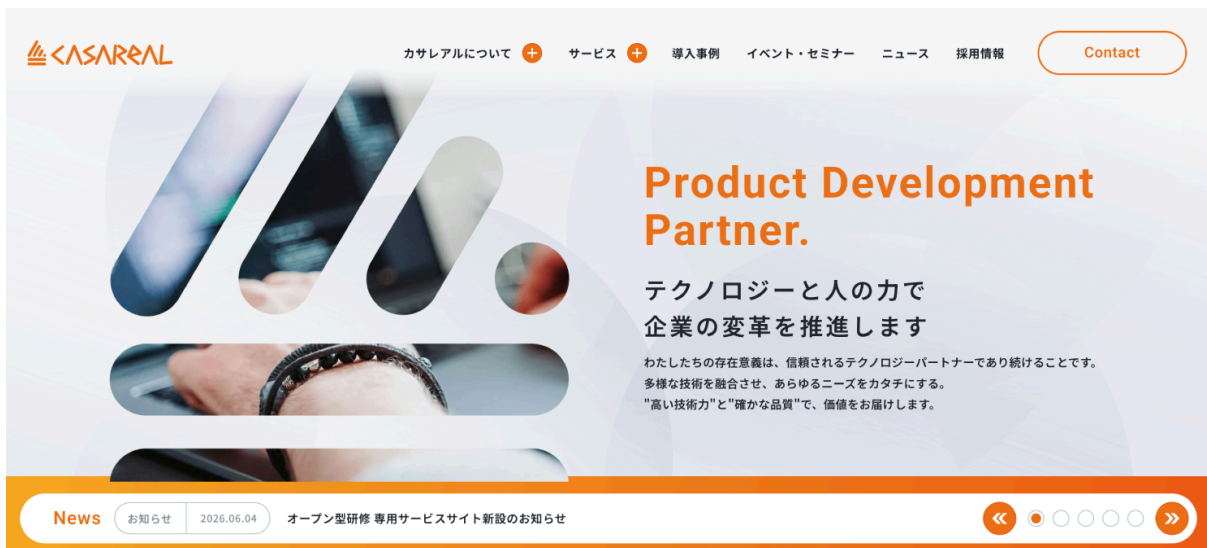 CASAREAL
カサレアルについて
サービス
導入事例
イベント・セミナー
ニュース
採用情報
Contact
Product Development
Partner.
テクノロジーと人の力で
企業の変革を推進します
わたしたちの存在意義は、信頼されるテクノロジーパートナーであり続けることです。
多様な技術を融合させ、あらゆるニーズをカタチにする。
"高い技術力"と"確かな品質"で、価値をお届けします。
News
お知らせ
2026.06.04
オープン型研修 専用サービスサイト新設のお知らせ